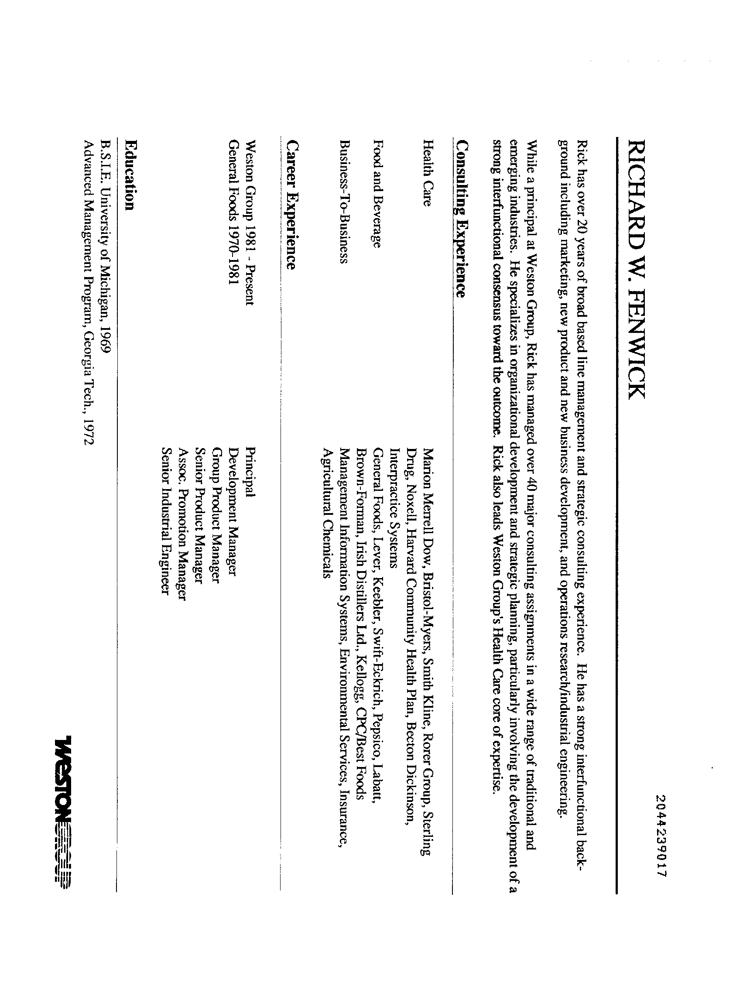 2044239017
RICHARD W. FENWICK
Rick has over 20 years of broad based line management and strategic consulting experience. He has a strong interfunctional back-
ground including marketing, new product and new business development, and operations research/industrial engineering.
While a principal at Weston Group, Rick has managed over 40 major consulting assignments in a wide range of traditional and
emerging industries. He specializes in organizational development and strategic planning, particularly involving the development of a
strong interfunctional consensus toward the outcome. Rick also leads Weston Group's Health Care core of expertise.
Consulting Experience
Health Care Marion Merrell Dow, Bristol-Myers, Smith Kline, Rorer Group, Sterling
Drug, Noxell, Harvard Community Health Plan, Becton Dickinson,
Interpractice Systems
Food and Beverage General Foods, Lever, Keebler, Swift-Eckrich, Pepsico, Labatt,
Brown-Forman, Irish Distillers Ltd., Kellogg, CPC/Best Foods
Business-To-Business Management Information Systems, Environmental Services, Insurance,
Agricultural Chemicals
Career Experience
Weston Group 1981 - Present Principal
General Foods 1970-1981 Development Manager
Group Product Manager
Senior Product Manager
Assoc. Promotion Manager
Senior Industrial Engineer
Education
B.S.I.E. University of Michigan, 1969
Advanced Management Program, Georgia Tech., 1972
WESTONGROUP